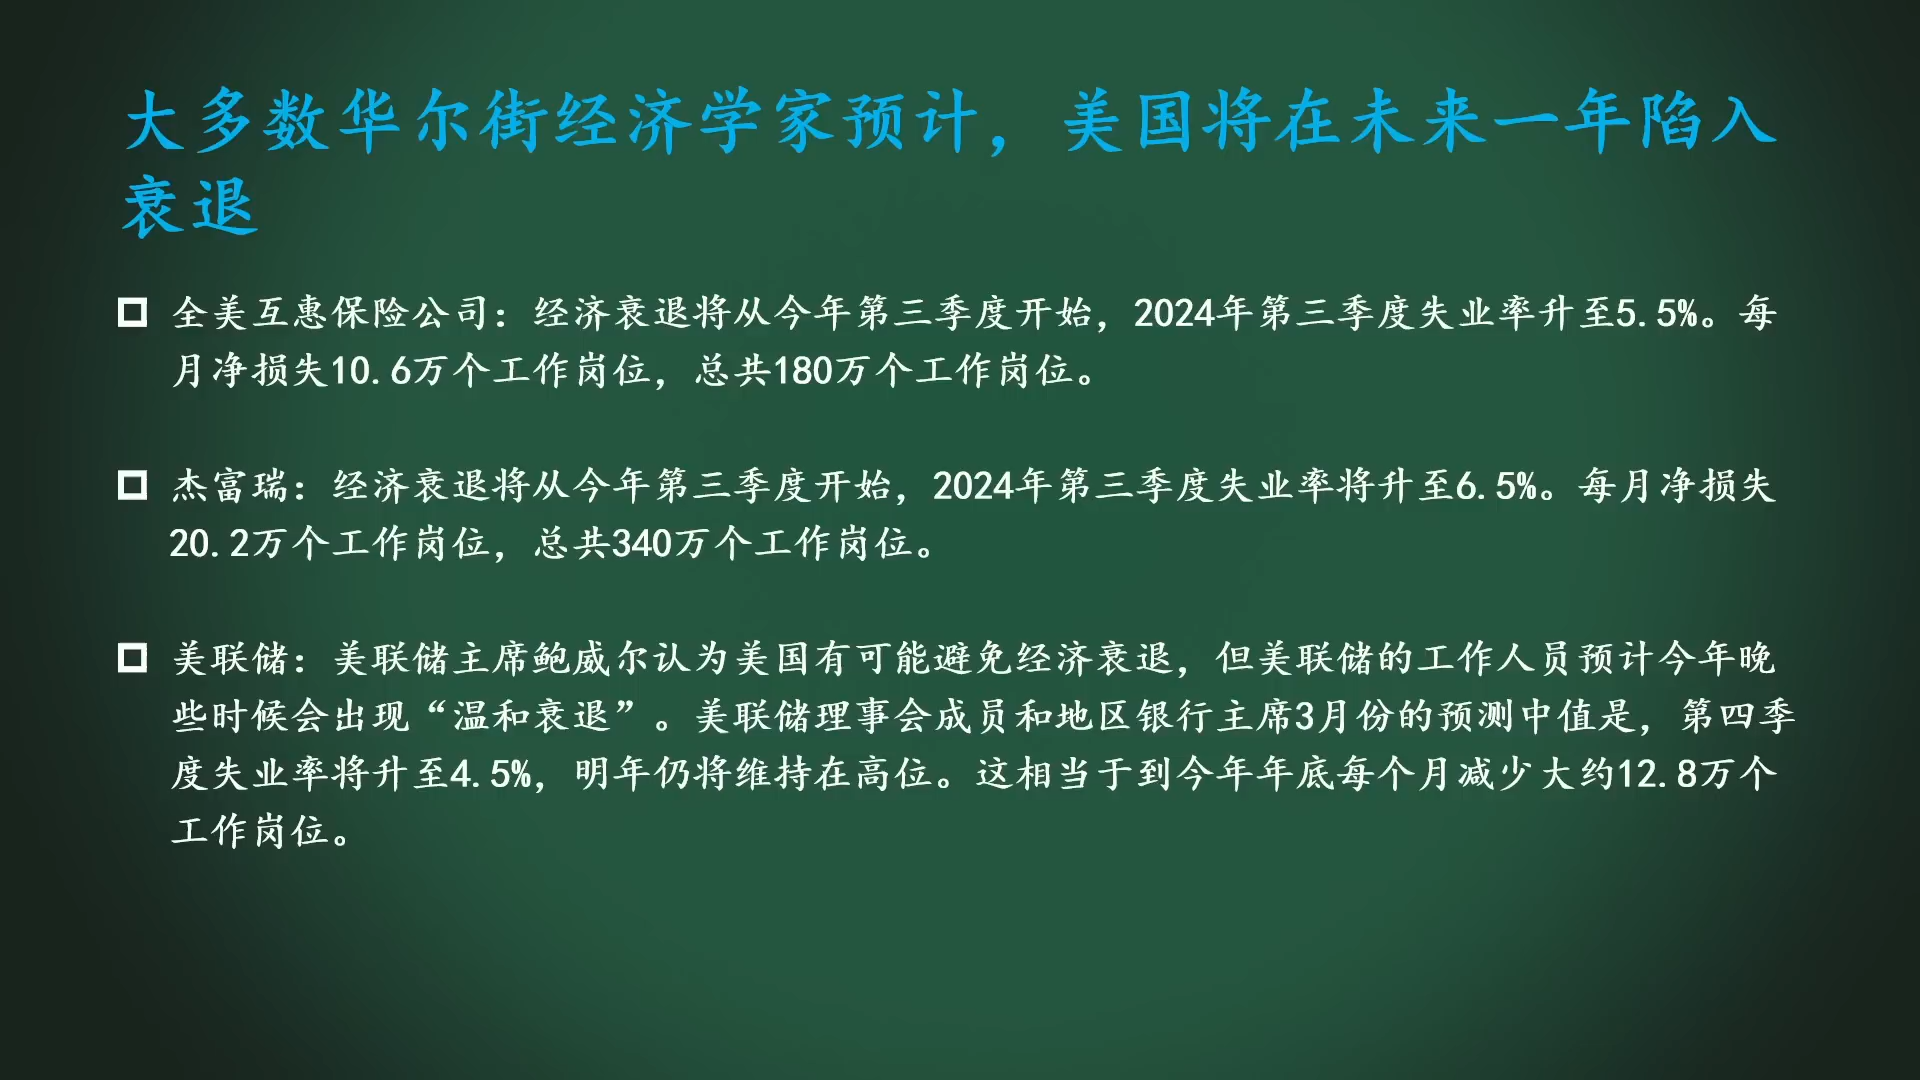 大多数华尔街经济学家预计，美国将在未来一年陷入
衰退
全美互惠保险公司：经济衰退将从今年第三季度开始，2024年第三季度失业率升至5.5%。每
月净损失10.6万个工作岗位，总共180万个工作岗位。
杰富瑞：经济衰退将从今年第三季度开始，2024年第三季度失业率将升至6.5%。每月净损失
20.2万个工作岗位，总共340万个工作岗位。
美联储：美联储主席鲍威尔认为美国有可能避免经济衰退，但美联储的工作人员预计今年晚
些时候会出现“温和衰退”。美联储理事会成员和地区银行主席3月份的预测中值是，第四季
度失业率将升至4.5%，明年仍将维持在高位。这相当于到今年年底每个月减少大约12.8万个
工作岗位。